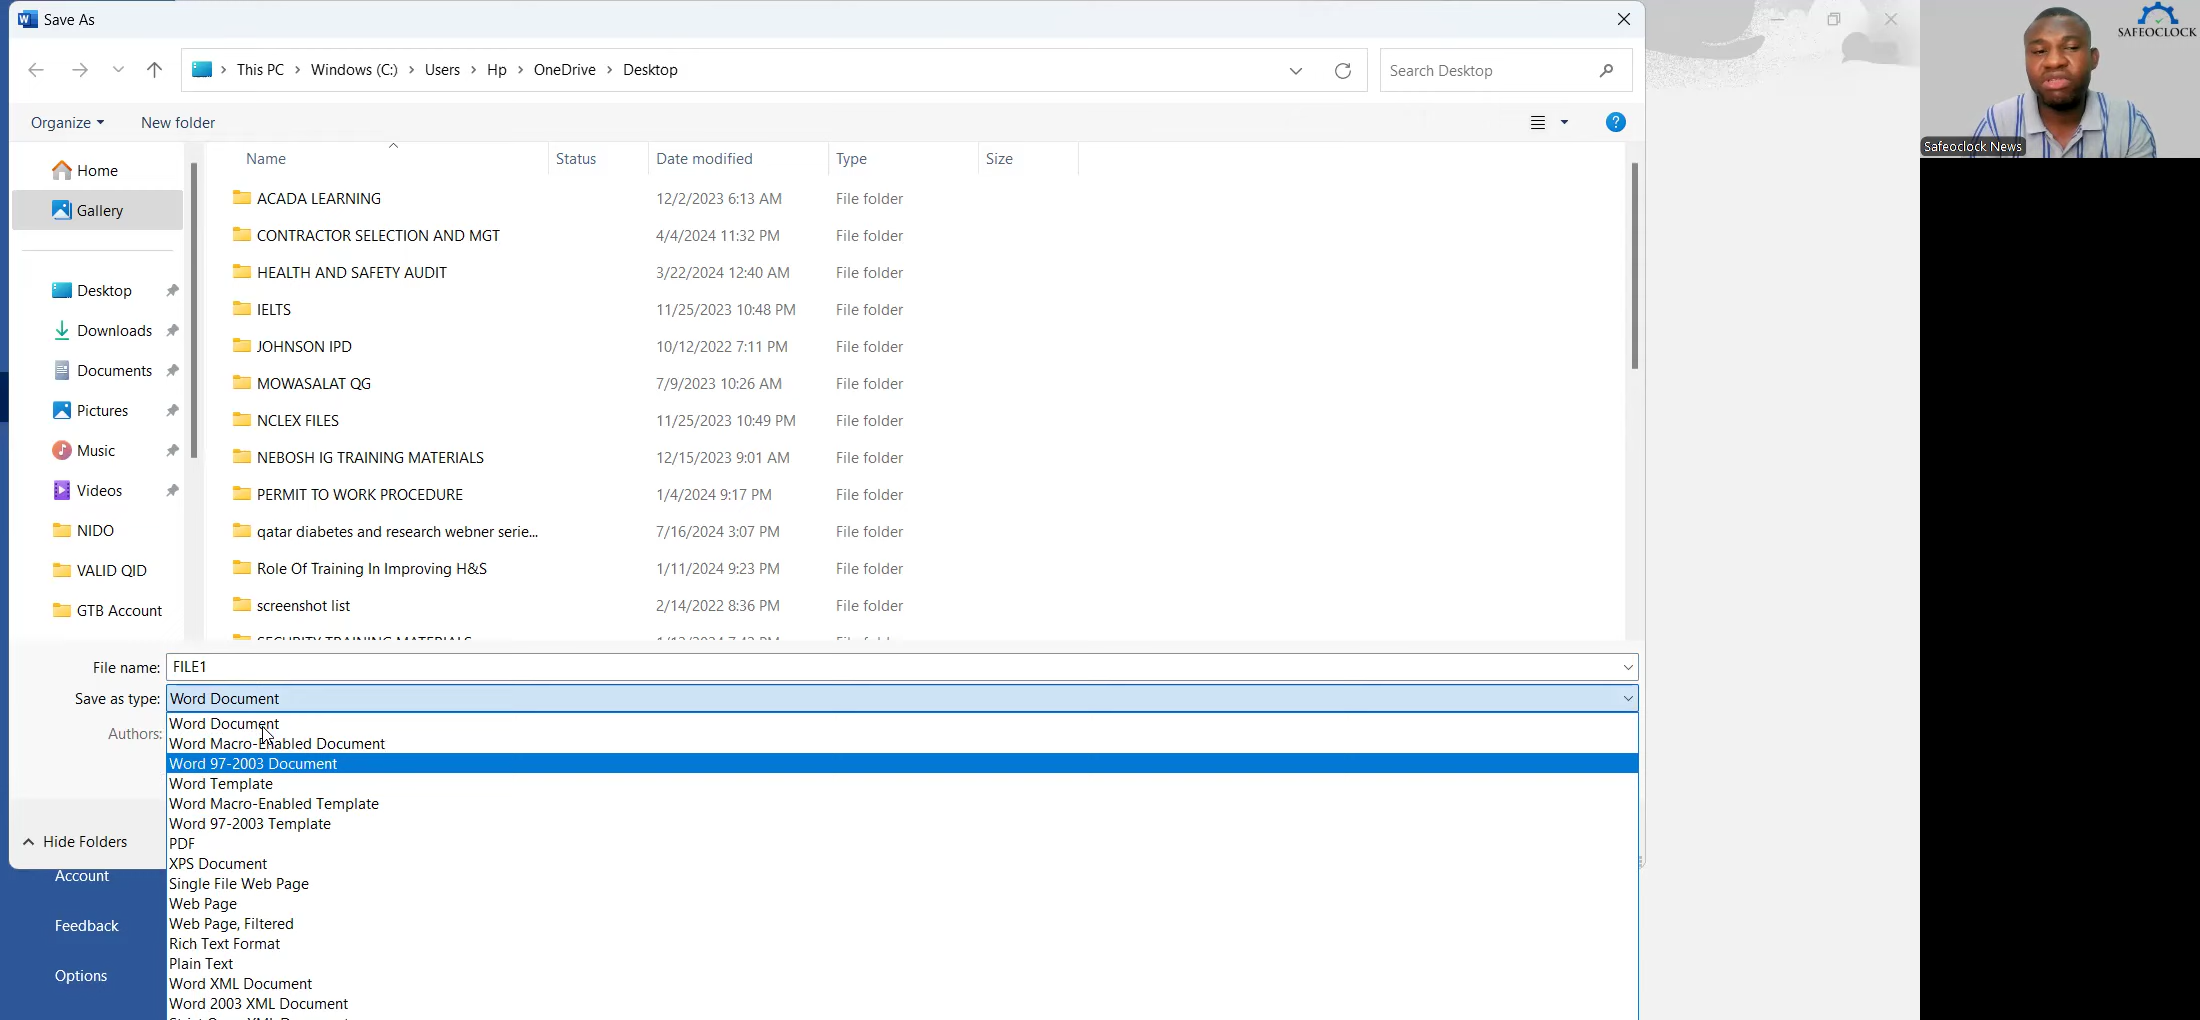 Save As
This PC > Windows (C:) > Users > Hp > OneDrive > Desktop
Search Desktop
SAFEOCLOCK
Safeoclock News
Organize
New folder
Name
Status
Date modified
Type
Size
Home
Gallery
Desktop
Downloads
Documents
Pictures
Music
Videos
NIDO
VALID QID
GTB Account
ACADA LEARNING 12/2/2023 6:13 AM File folder
CONTRACTOR SELECTION AND MGT 4/4/2024 11:32 PM File folder
HEALTH AND SAFETY AUDIT 3/22/2024 12:40 AM File folder
IELTS 11/25/2023 10:48 PM File folder
JOHNSON IPD 10/12/2022 7:11 PM File folder
MOWASALAT QG 7/9/2023 10:26 AM File folder
NCLEX FILES 11/25/2023 10:49 PM File folder
NEBOSH IG TRAINING MATERIALS 12/15/2023 9:01 AM File folder
PERMIT TO WORK PROCEDURE 1/4/2024 9:17 PM File folder
qatar diabetes and research webner serie... 7/16/2024 3:07 PM File folder
Role Of Training In Improving H&S 1/11/2024 9:23 PM File folder
screenshot list 2/14/2022 8:36 PM File folder
SECURITY TRAINING MATERIALS
File name: FILE1
Save as type: Word Document
Authors:
Word Document
Word Macro-Enabled Document
Word 97-2003 Document
Word Template
Word Macro-Enabled Template
Word 97-2003 Template
PDF
XPS Document
Single File Web Page
Web Page
Web Page, Filtered
Rich Text Format
Plain Text
Word XML Document
Word 2003 XML Document
Hide Folders
Account
Feedback
Options